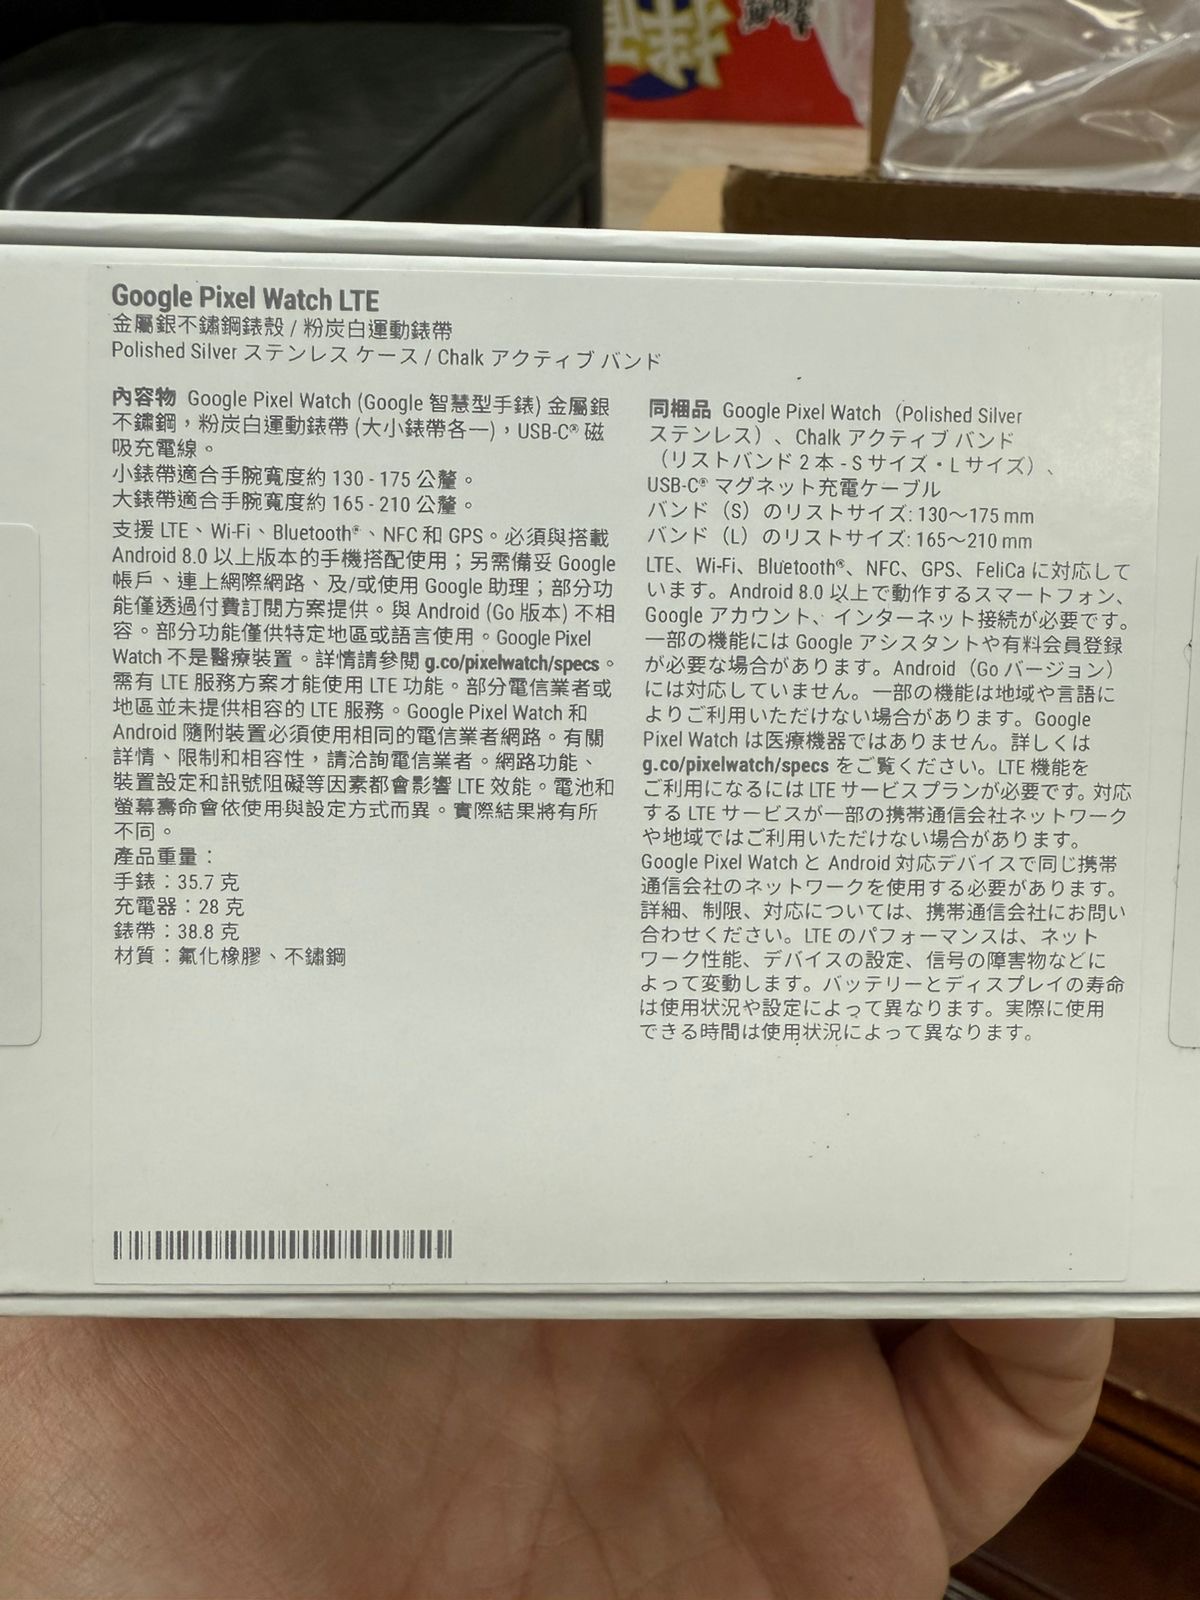 Google Pixel Watch LTE
金屬銀不鏽鋼錶殼 / 粉炭白運動錶帶
Polished Silver ステンレス ケース / Chalk アクティブ バンド
內容物 Google Pixel Watch (Google 智慧型手錶) 金屬銀
不鏽鋼，粉炭白運動錶帶 (大小錶帶各一)，USB-C® 磁
吸充電線。
小錶帶適合手腕寬度約 130 - 175 公釐。
大錶帶適合手腕寬度約 165 - 210 公釐。
支援 LTE、Wi-Fi、Bluetooth®、NFC 和 GPS。必須與搭載
Android 8.0 以上版本的手機搭配使用；另需備妥 Google
帳戶、連上網際網路、及/或使用 Google 助理；部分功
能僅透過付費訂閱方案提供。與 Android (Go 版本) 不相
容。部分功能僅供特定地區或語言使用。Google Pixel
Watch 不是醫療裝置。詳情請參閱 g.co/pixelwatch/specs。
需有 LTE 服務方案才能使用 LTE 功能。部分電信業者或
地區並未提供相容的 LTE 服務。Google Pixel Watch 和
Android 隨附裝置必須使用相同的電信業者網路。有關
詳情、限制和相容性，請洽詢電信業者。網路功能、
裝置設定和訊號阻礙等因素都會影響 LTE 效能。電池和
螢幕壽命會依使用與設定方式而異。實際結果將有所
不同。
產品重量：
手錶：35.7 克
充電器：28 克
錶帶：38.8 克
材質：氟化橡膠、不鏽鋼
同梱品 Google Pixel Watch（Polished Silver
ステンレス）、Chalk アクティブ バンド
（リストバンド 2 本 - S サイズ・L サイズ）、
USB-C® マグネット充電ケーブル
バンド（S）のリストサイズ: 130～175 mm
バンド（L）のリストサイズ: 165～210 mm
LTE、Wi-Fi、Bluetooth®、NFC、GPS、FeliCa に対応して
います。Android 8.0 以上で動作するスマートフォン、
Google アカウント、インターネット接続が必要です。
一部の機能には Google アシスタントや有料会員登録
が必要な場合があります。Android（Go バージョン）
には対応していません。一部の機能は地域や言語に
よりご利用いただけない場合があります。Google
Pixel Watch は医療機器ではありません。詳しくは
g.co/pixelwatch/specs をご覧ください。LTE 機能を
ご利用になるには LTE サービスプランが必要です。対応
する LTE サービスが一部の携帯通信会社ネットワーク
や地域ではご利用いただけない場合があります。
Google Pixel Watch と Android 対応デバイスで同じ携帯
通信会社のネットワークを使用する必要があります。
詳細、制限、対応については、携帯通信会社にお問い
合わせください。LTE のパフォーマンスは、ネット
ワーク性能、デバイスの設定、信号の障害物などに
よって変動します。バッテリーとディスプレイの寿命
は使用状況や設定によって異なります。実際に使用
できる時間は使用状況によって異なります。